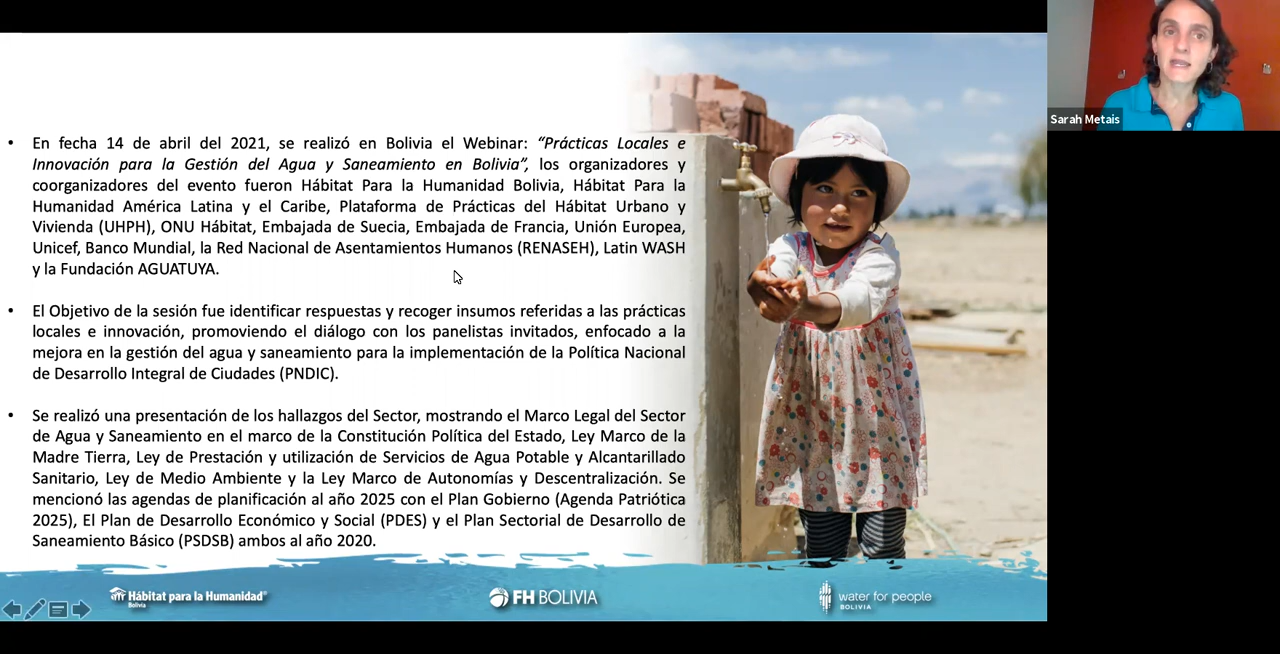 Sarah Metais
• En fecha 14 de abril del 2021, se realizó en Bolivia el Webinar: “Prácticas Locales e
Innovación para la Gestión del Agua y Saneamiento en Bolivia”, los organizadores y
coorganizadores del evento fueron Hábitat Para la Humanidad Bolivia, Hábitat Para la
Humanidad América Latina y el Caribe, Plataforma de Prácticas del Hábitat Urbano y
Vivienda (UHPH), ONU Hábitat, Embajada de Suecia, Embajada de Francia, Unión Europea,
Unicef, Banco Mundial, la Red Nacional de Asentamientos Humanos (RENASEH), Latin WASH
y la Fundación AGUATUYA.
• El Objetivo de la sesión fue identificar respuestas y recoger insumos referidas a las prácticas
locales e innovación, promoviendo el diálogo con los panelistas invitados, enfocado a la
mejora en la gestión del agua y saneamiento para la implementación de la Política Nacional
de Desarrollo Integral de Ciudades (PNDIC).
• Se realizó una presentación de los hallazgos del Sector, mostrando el Marco Legal del Sector
de Agua y Saneamiento en el marco de la Constitución Política del Estado, Ley Marco de la
Madre Tierra, Ley de Prestación y utilización de Servicios de Agua Potable y Alcantarillado
Sanitario, Ley de Medio Ambiente y la Ley Marco de Autonomías y Descentralización. Se
mencionó las agendas de planificación al año 2025 con el Plan Gobierno (Agenda Patriótica
2025), El Plan de Desarrollo Económico y Social (PDES) y el Plan Sectorial de Desarrollo de
Saneamiento Básico (PSDSB) ambos al año 2020.
Hábitat para la Humanidad®
Bolivia
FH BOLIVIA
water for people
BOLIVIA